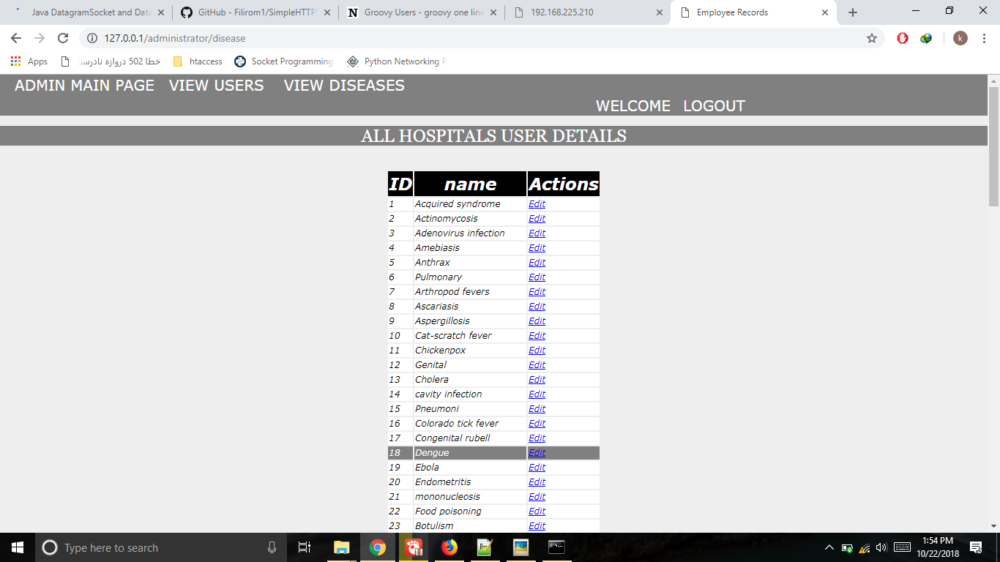 Java DatagramSocket and Data
GitHub - Filirom1/SimpleHTTPS
Groovy Users - groovy one line
192.168.225.210
Employee Records
127.0.0.1/administrator/disease
k
Apps
خطا 502 دروازه نادرست
htaccess
Socket Programming
Python Networking P
ADMIN MAIN PAGE VIEW USERS VIEW DISEASES
WELCOME LOGOUT
ALL HOSPITALS USER DETAILS
ID name Actions
1 Acquired syndrome Edit
2 Actinomycosis Edit
3 Adenovirus infection Edit
4 Amebiasis Edit
5 Anthrax Edit
6 Pulmonary Edit
7 Arthropod fevers Edit
8 Ascariasis Edit
9 Aspergillosis Edit
10 Cat-scratch fever Edit
11 Chickenpox Edit
12 Genital Edit
13 Cholera Edit
14 cavity infection Edit
15 Pneumoni Edit
16 Colorado tick fever Edit
17 Congenital rubell Edit
18 Dengue Edit
19 Ebola Edit
20 Endometritis Edit
21 mononucleosis Edit
22 Food poisoning Edit
23 Botulism Edit
Type here to search
1:54 PM
10/22/2018